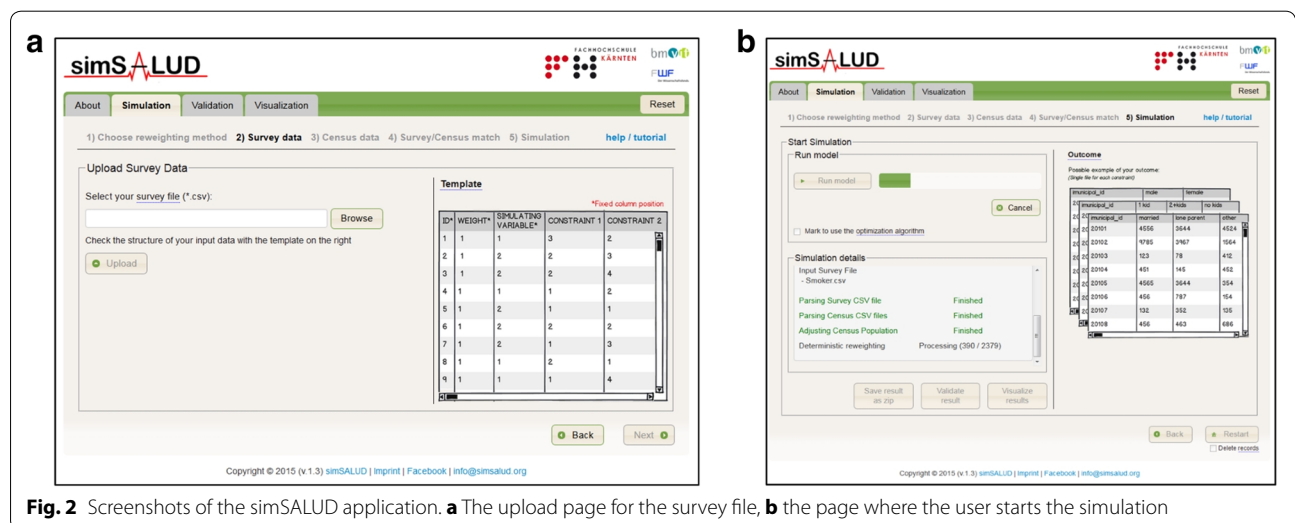 a
simSALUD
FACHHOCHSCHULE
KÄRNTEN
bmvit
FWF
About Simulation Validation Visualization Reset
1) Choose reweighting method 2) Survey data 3) Census data 4) Survey/Census match 5) Simulation help / tutorial
Upload Survey Data
Select your survey file (*.csv):
Browse
Check the structure of your input data with the template on the right
Upload
Template
*Fixed column position
ID* WEIGHT* SIMULATING VARIABLE* CONSTRAINT 1 CONSTRAINT 2
1 1 1 3 2
2 1 2 2 3
3 1 2 2 4
4 1 1 1 2
5 1 2 1 1
6 1 2 2 2
7 1 2 1 3
8 1 1 2 1
9 1 1 1 4
Back Next
Copyright © 2015 (v.1.3) simSALUD | Imprint | Facebook | info@simsalud.org
b
simSALUD
FACHHOCHSCHULE
KÄRNTEN
bmvit
FWF
About Simulation Validation Visualization Reset
1) Choose reweighting method 2) Survey data 3) Census data 4) Survey/Census match 5) Simulation help / tutorial
Start Simulation
Run model
Run model
Cancel
Mark to use the optimization algorithm
Simulation details
Input Survey File
- Smoker.csv
Parsing Survey CSV file Finished
Parsing Census CSV files Finished
Adjusting Census Population Finished
Deterministic reweighting Processing (390 / 2379)
Save result as zip
Validate result
Visualize results
Outcome
Possible example of your outcome:
(Single file for each constraint)
municipal_id male female
municipal_id 1 kid 2+kids no kids
municipal_id married lone parent other
20101 4556 3644 4524
20102 9785 3967 1564
20103 123 78 412
20104 451 145 452
20105 4565 3644 254
20106 456 787 154
20107 132 352 135
20108 456 463 686
Back Restart
Delete records
Copyright © 2015 (v.1.3) simSALUD | Imprint | Facebook | info@simsalud.org
Fig. 2 Screenshots of the simSALUD application. a The upload page for the survey file, b the page where the user starts the simulation